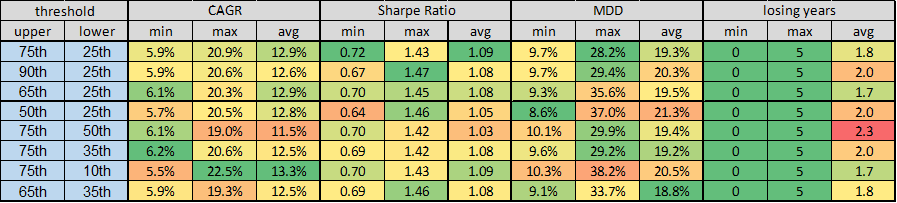 threshold CAGR Sharpe Ratio MDD losing years
upper lower min max avg min max avg min max avg min max avg
75th 25th 5.9% 20.9% 12.9% 0.72 1.43 1.09 9.7% 28.2% 19.3% 0 5 1.8
90th 25th 5.9% 20.6% 12.6% 0.67 1.47 1.08 9.7% 29.4% 20.3% 0 5 2.0
65th 25th 6.1% 20.3% 12.9% 0.70 1.45 1.08 9.3% 35.6% 19.5% 0 5 1.7
50th 25th 5.7% 20.5% 12.8% 0.64 1.46 1.05 8.6% 37.0% 21.3% 0 5 2.0
75th 50th 6.1% 19.0% 11.5% 0.70 1.42 1.03 10.1% 29.9% 19.4% 0 5 2.3
75th 35th 6.2% 20.6% 12.5% 0.69 1.42 1.08 9.6% 29.2% 19.2% 0 5 2.0
75th 10th 5.5% 22.5% 13.3% 0.70 1.43 1.09 10.3% 38.2% 20.5% 0 5 1.7
65th 35th 5.9% 19.3% 12.5% 0.69 1.46 1.08 9.1% 33.7% 18.8% 0 5 1.8